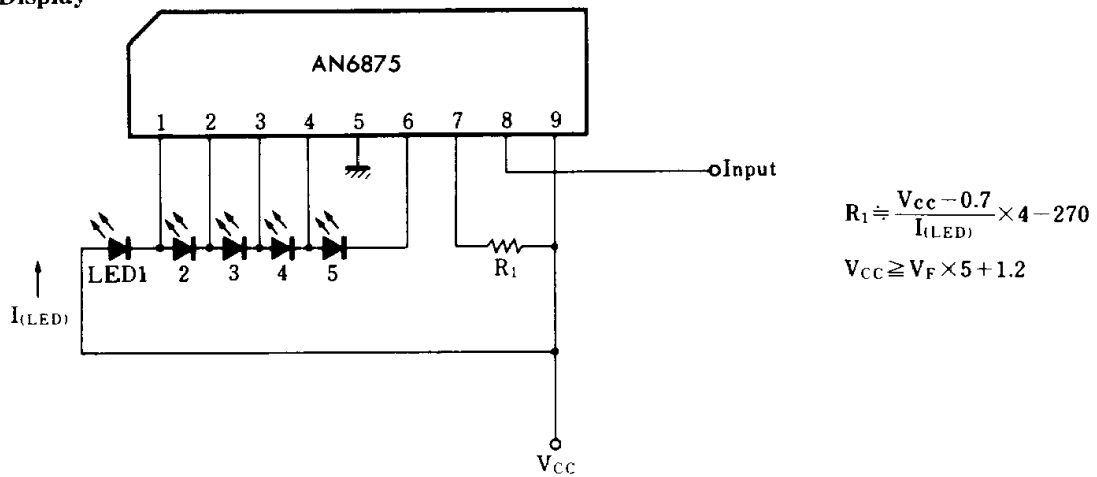 Display
AN6875
1 2 3 4 5 6 7 8 9
Input
LED1 2 3 4 5
R₁
I(LED)
VCC
R₁≒(Vcc−0.7)/I(LED)×4−270
VCC≧VF×5+1.2